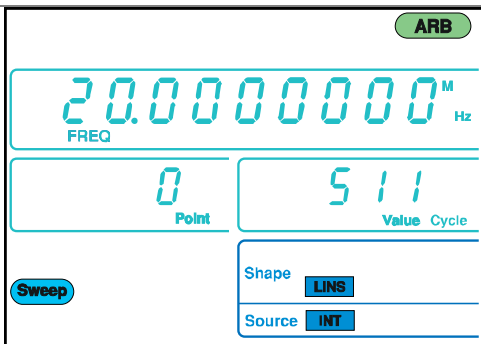 ARB
20.0000000 M
Hz
FREQ
0
Point
511
Value Cycle
Shape
LINS
Sweep
Source INT